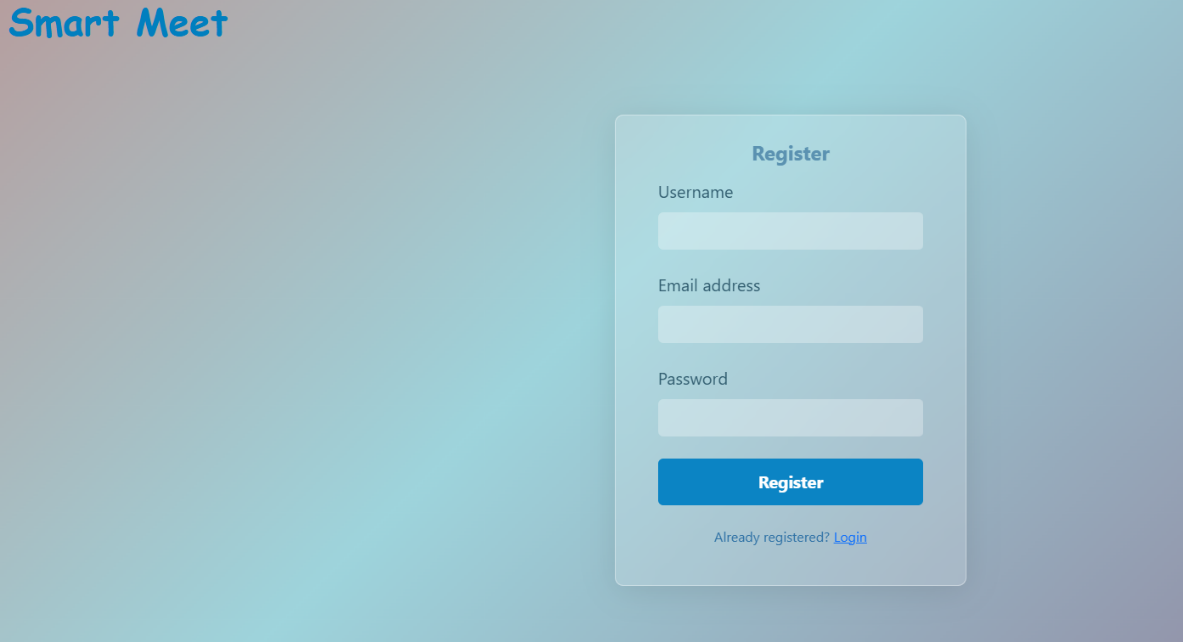 Smart Meet
Register
Username
Email address
Password
Register
Already registered? Login